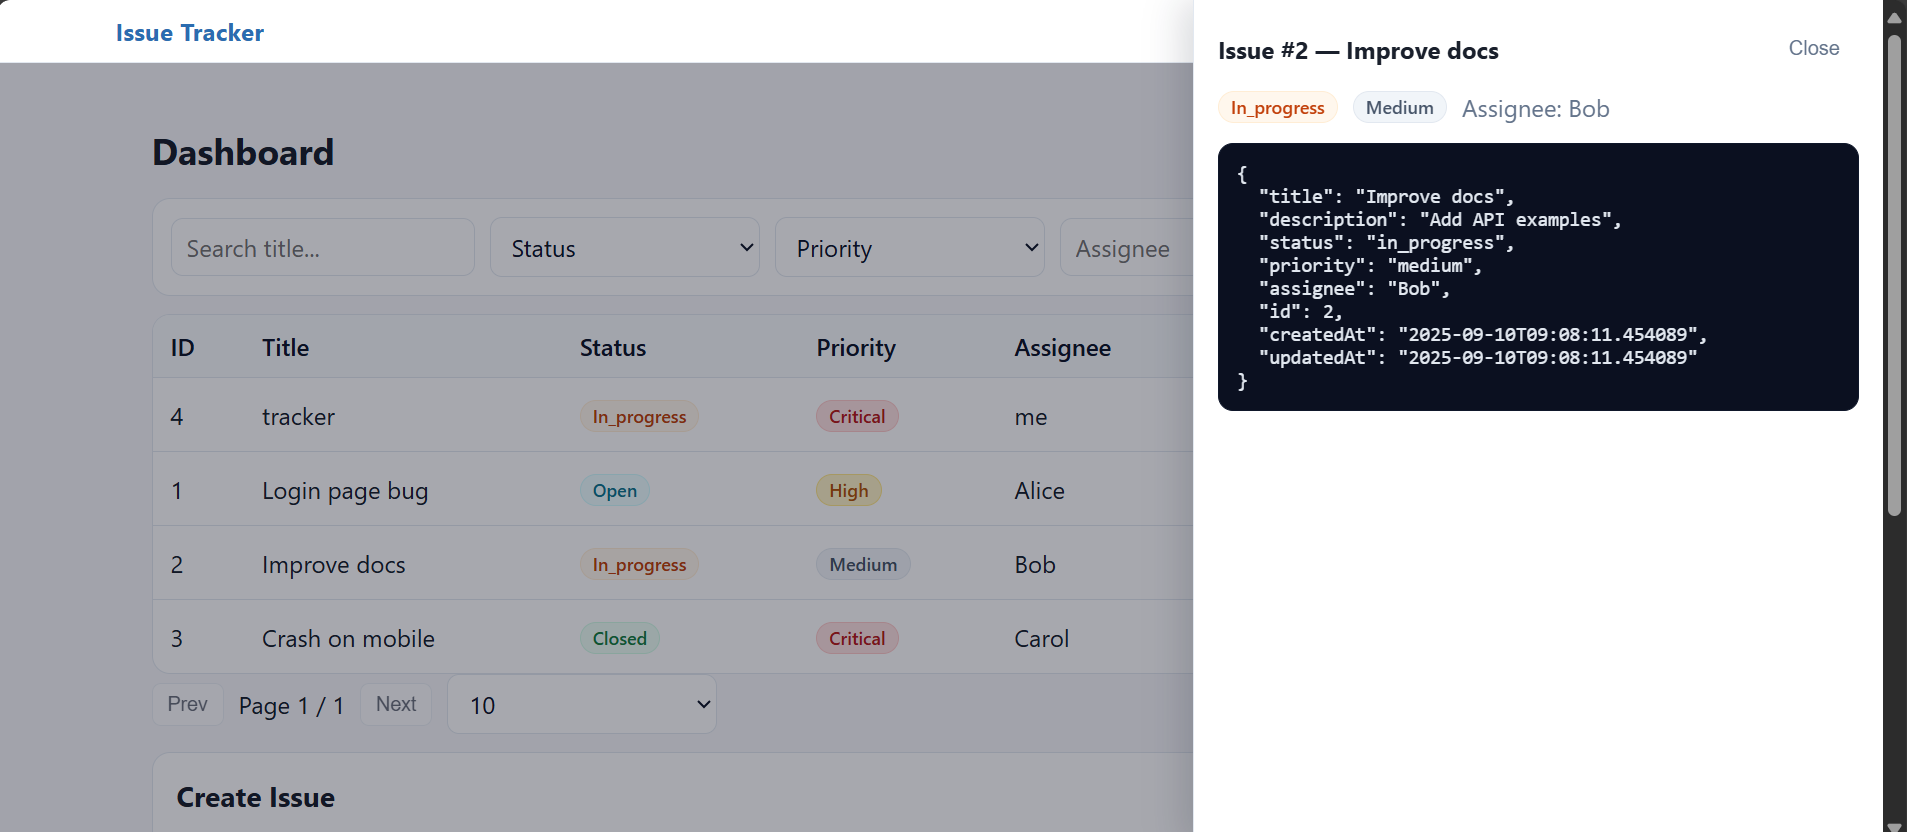 Issue Tracker
Dashboard
Search title...
Status
Priority
Assignee
ID Title Status Priority Assignee
4 tracker In_progress Critical me
1 Login page bug Open High Alice
2 Improve docs In_progress Medium Bob
3 Crash on mobile Closed Critical Carol
Prev Page 1 / 1 Next 10
Create Issue
Issue #2 — Improve docs
Close
In_progress Medium Assignee: Bob
{
  "title": "Improve docs",
  "description": "Add API examples",
  "status": "in_progress",
  "priority": "medium",
  "assignee": "Bob",
  "id": 2,
  "createdAt": "2025-09-10T09:08:11.454089",
  "updatedAt": "2025-09-10T09:08:11.454089"
}